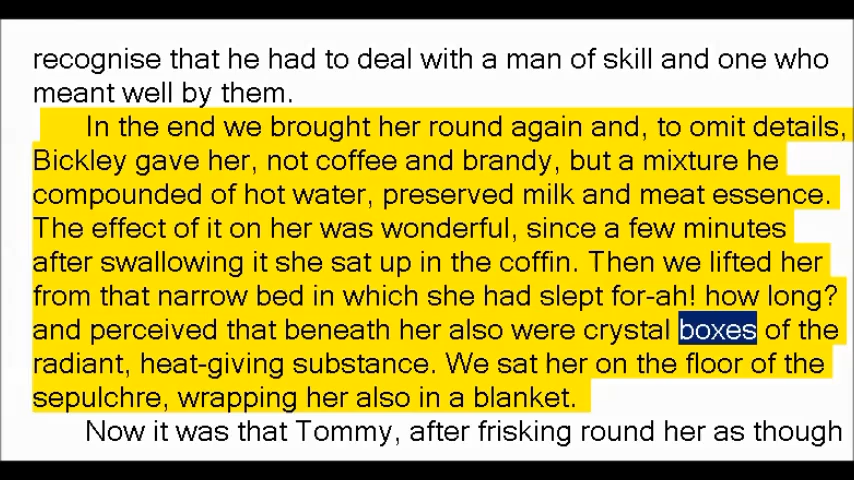 recognise that he had to deal with a man of skill and one who
meant well by them.
In the end we brought her round again and, to omit details,
Bickley gave her, not coffee and brandy, but a mixture he
compounded of hot water, preserved milk and meat essence.
The effect of it on her was wonderful, since a few minutes
after swallowing it she sat up in the coffin. Then we lifted her
from that narrow bed in which she had slept for-ah! how long?
and perceived that beneath her also were crystal boxes of the
radiant, heat-giving substance. We sat her on the floor of the
sepulchre, wrapping her also in a blanket.
Now it was that Tommy, after frisking round her as though